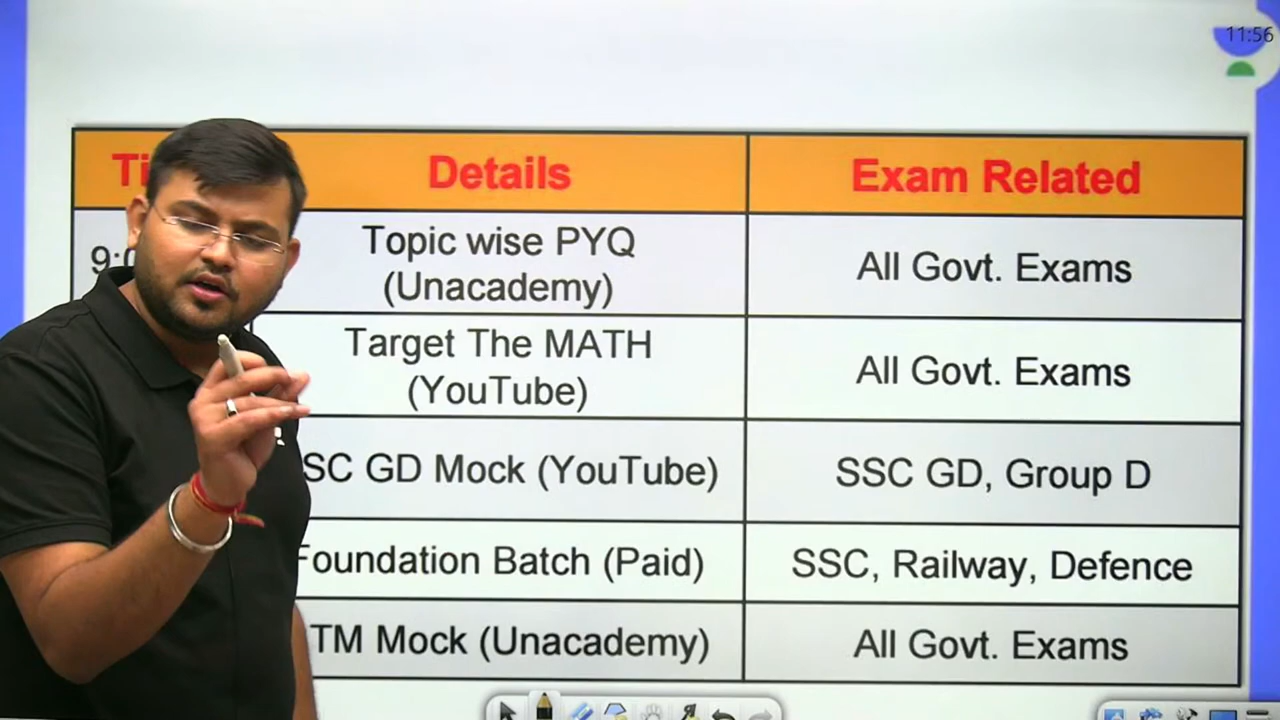 11:56
Details
Exam Related
Topic wise PYQ
(Unacademy)
All Govt. Exams
Target The MATH
(YouTube)
All Govt. Exams
SC GD Mock (YouTube)
SSC GD, Group D
Foundation Batch (Paid)
SSC, Railway, Defence
TM Mock (Unacademy)
All Govt. Exams